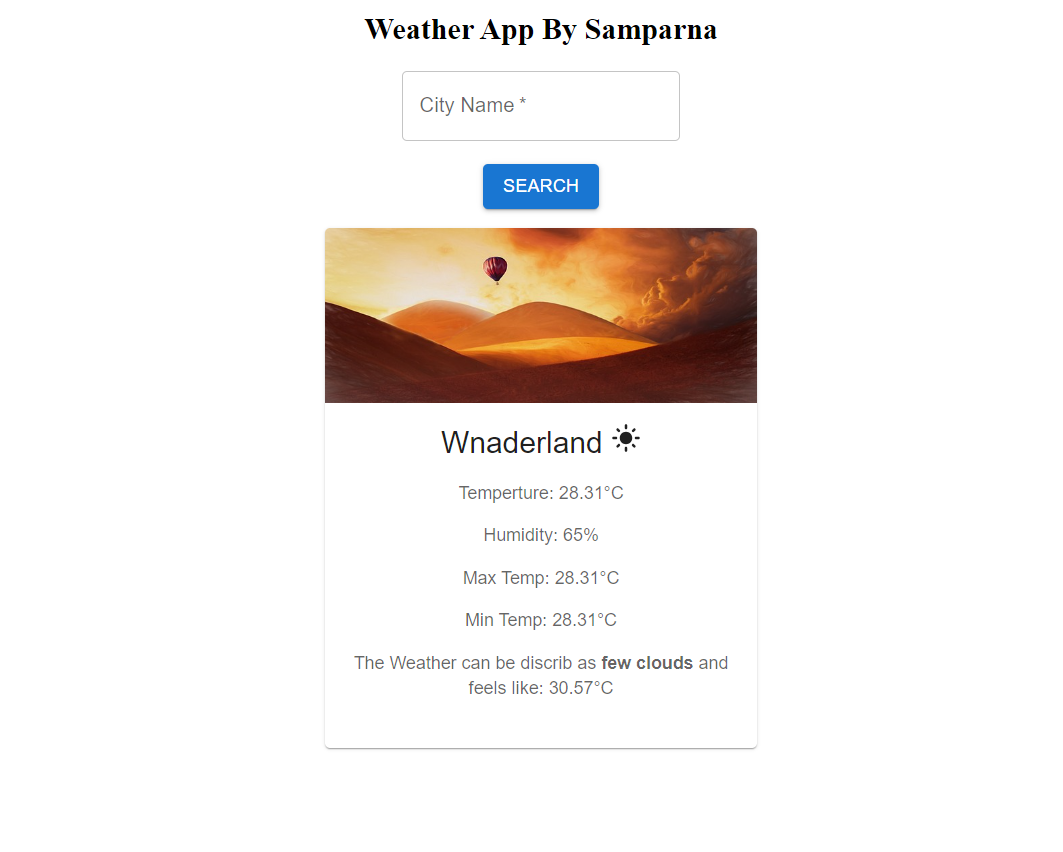 Weather App By Samparna
City Name *
SEARCH
Wnaderland
Temperture: 28.31°C
Humidity: 65%
Max Temp: 28.31°C
Min Temp: 28.31°C
The Weather can be discrib as few clouds and
feels like: 30.57°C